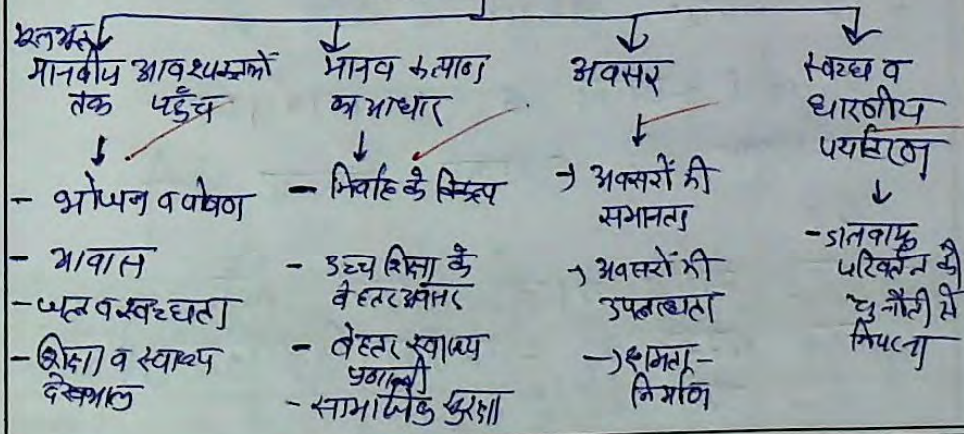 मूलभूत
मानवीय आवश्यकताओं
तक पहुँच
↓
- भोजन व पोषण
- आवास
- जल व स्वच्छता
- शिक्षा व स्वास्थ्य
देखभाल
मानव कल्याण
का आधार
↓
- निर्वाह के विकल्प
- उच्च शिक्षा के
बेहतर अवसर
- बेहतर स्वास्थ्य
प्रणाली
- सामाजिक सुरक्षा
अवसर
↓
→ अवसरों की
समानता
→ अवसरों की
उपलब्धता
→ क्षमता-
निर्माण
स्वच्छ व
धारणीय
पर्यावरण
↓
- जलवायु
परिवर्तन की
चुनौती से
निपटना